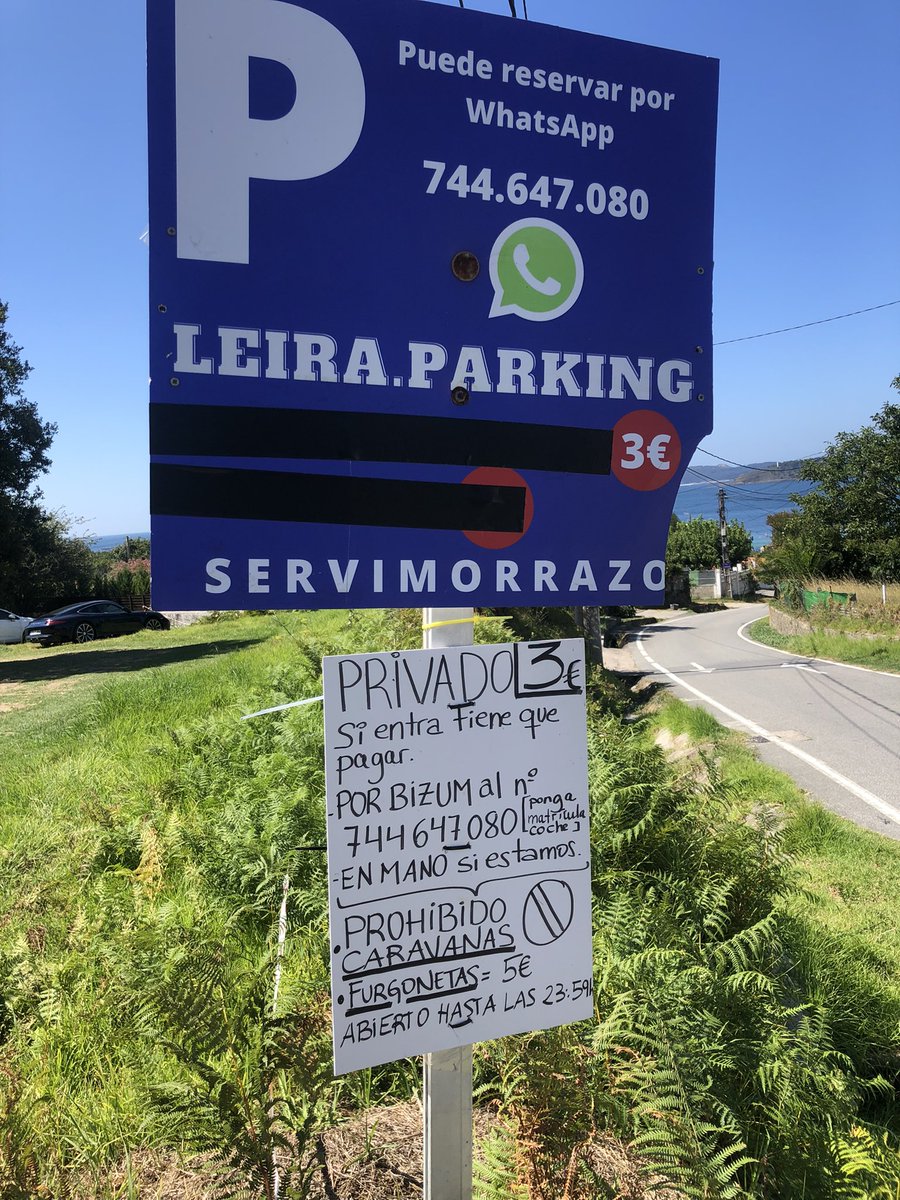 P
Puede reservar por
WhatsApp
744.647.080
LEIRA.PARKING
3€
SERVIMORRAZO
PRIVADO 3€
Si entra tiene que
pagar.
-POR BIZUM al nº
744647080 [ponga
matrítula
coche]
-EN MANO si estamos.
·PROHIBIDO
CARAVANAS
·FURGONETAS= 5€
ABIERTO HASTA LAS 23:59H